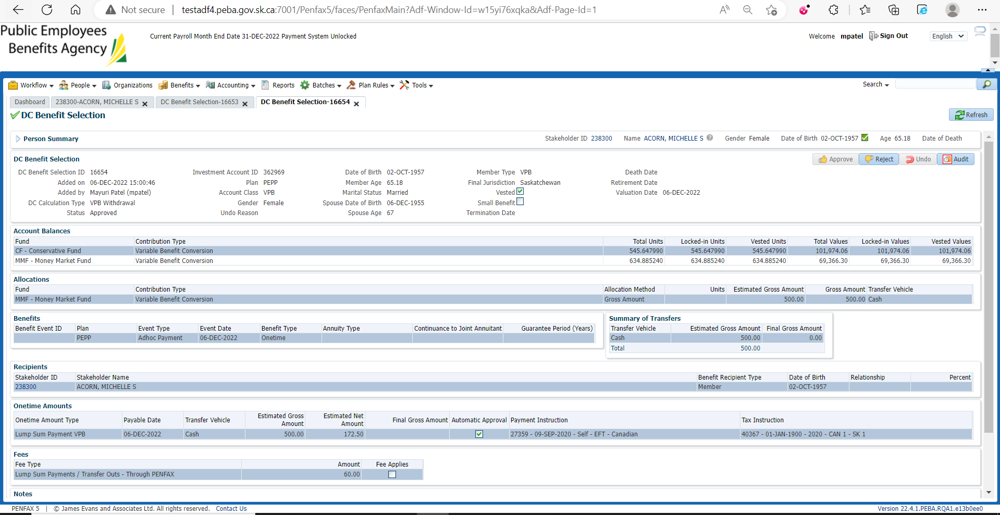 Not secure | testadf4.peba.gov.sk.ca:7001/Penfax5/faces/PenfaxMain?Adf-Window-Id=w15yi76xqka&Adf-Page-Id=1
Public Employees
Benefits Agency
Current Payroll Month End Date 31-DEC-2022 Payment System Unlocked
Welcome mpatel Sign Out English
Workflow People Organizations Benefits Accounting Reports Batches Plan Rules Tools Search
Dashboard 238300-ACORN, MICHELLE S DC Benefit Selection-16653 DC Benefit Selection-16654
DC Benefit Selection Refresh
Person Summary Stakeholder ID 238300 Name ACORN, MICHELLE S Gender Female Date of Birth 02-OCT-1957 Age 65.18 Date of Death
DC Benefit Selection Approve Reject Undo Audit
DC Benefit Selection ID 16654 Investment Account ID 362969 Date of Birth 02-OCT-1957 Member Type VPB Death Date
Added on 06-DEC-2022 15:00:46 Plan PEPP Member Age 65.18 Final Jurisdiction Saskatchewan Retirement Date
Added by Mayuri Patel (mpatel) Account Class VPB Marital Status Married Vested Valuation Date 06-DEC-2022
DC Calculation Type VPB Withdrawal Gender Female Spouse Date of Birth 06-DEC-1955 Small Benefit
Status Approved Undo Reason Spouse Age 67 Termination Date
Account Balances
Fund Contribution Type Total Units Locked-in Units Vested Units Total Values Locked-in Values Vested Values
CF - Conservative Fund Variable Benefit Conversion 545.647990 545.647990 545.647990 101,974.06 101,974.06 101,974.06
MMF - Money Market Fund Variable Benefit Conversion 634.885240 634.885240 634.885240 69,366.30 69,366.30 69,366.30
Allocations
Fund Contribution Type Allocation Method Units Estimated Gross Amount Gross Amount Transfer Vehicle
MMF - Money Market Fund Variable Benefit Conversion Gross Amount 500.00 500.00 Cash
Benefits
Benefit Event ID Plan Event Type Event Date Benefit Type Annuity Type Continuance to Joint Annuitant Guarantee Period (Years)
PEPP Adhoc Payment 06-DEC-2022 Onetime
Summary of Transfers
Transfer Vehicle Estimated Gross Amount Final Gross Amount
Cash 500.00 0.00
Total 500.00
Recipients
Stakeholder ID Stakeholder Name Benefit Recipient Type Date of Birth Relationship Percent
238300 ACORN, MICHELLE S Member 02-OCT-1957
Onetime Amounts
Onetime Amount Type Payable Date Transfer Vehicle Estimated Gross Amount Estimated Net Amount Final Gross Amount Automatic Approval Payment Instruction Tax Instruction
Lump Sum Payment VPB 06-DEC-2022 Cash 500.00 172.50 27359 - 09-SEP-2020 - Self - EFT - Canadian 40367 - 01-JAN-1900 - 2020 - CAN 1 - SK 1
Fees
Fee Type Amount Fee Applies
Lump Sum Payments / Transfer Outs - Through PENFAX 60.00
Notes
PENFAX 5 | © James Evans and Associates Ltd. All rights reserved. Contact Us Version 22.4.1.PEBA.RQA1.e13b0ee0